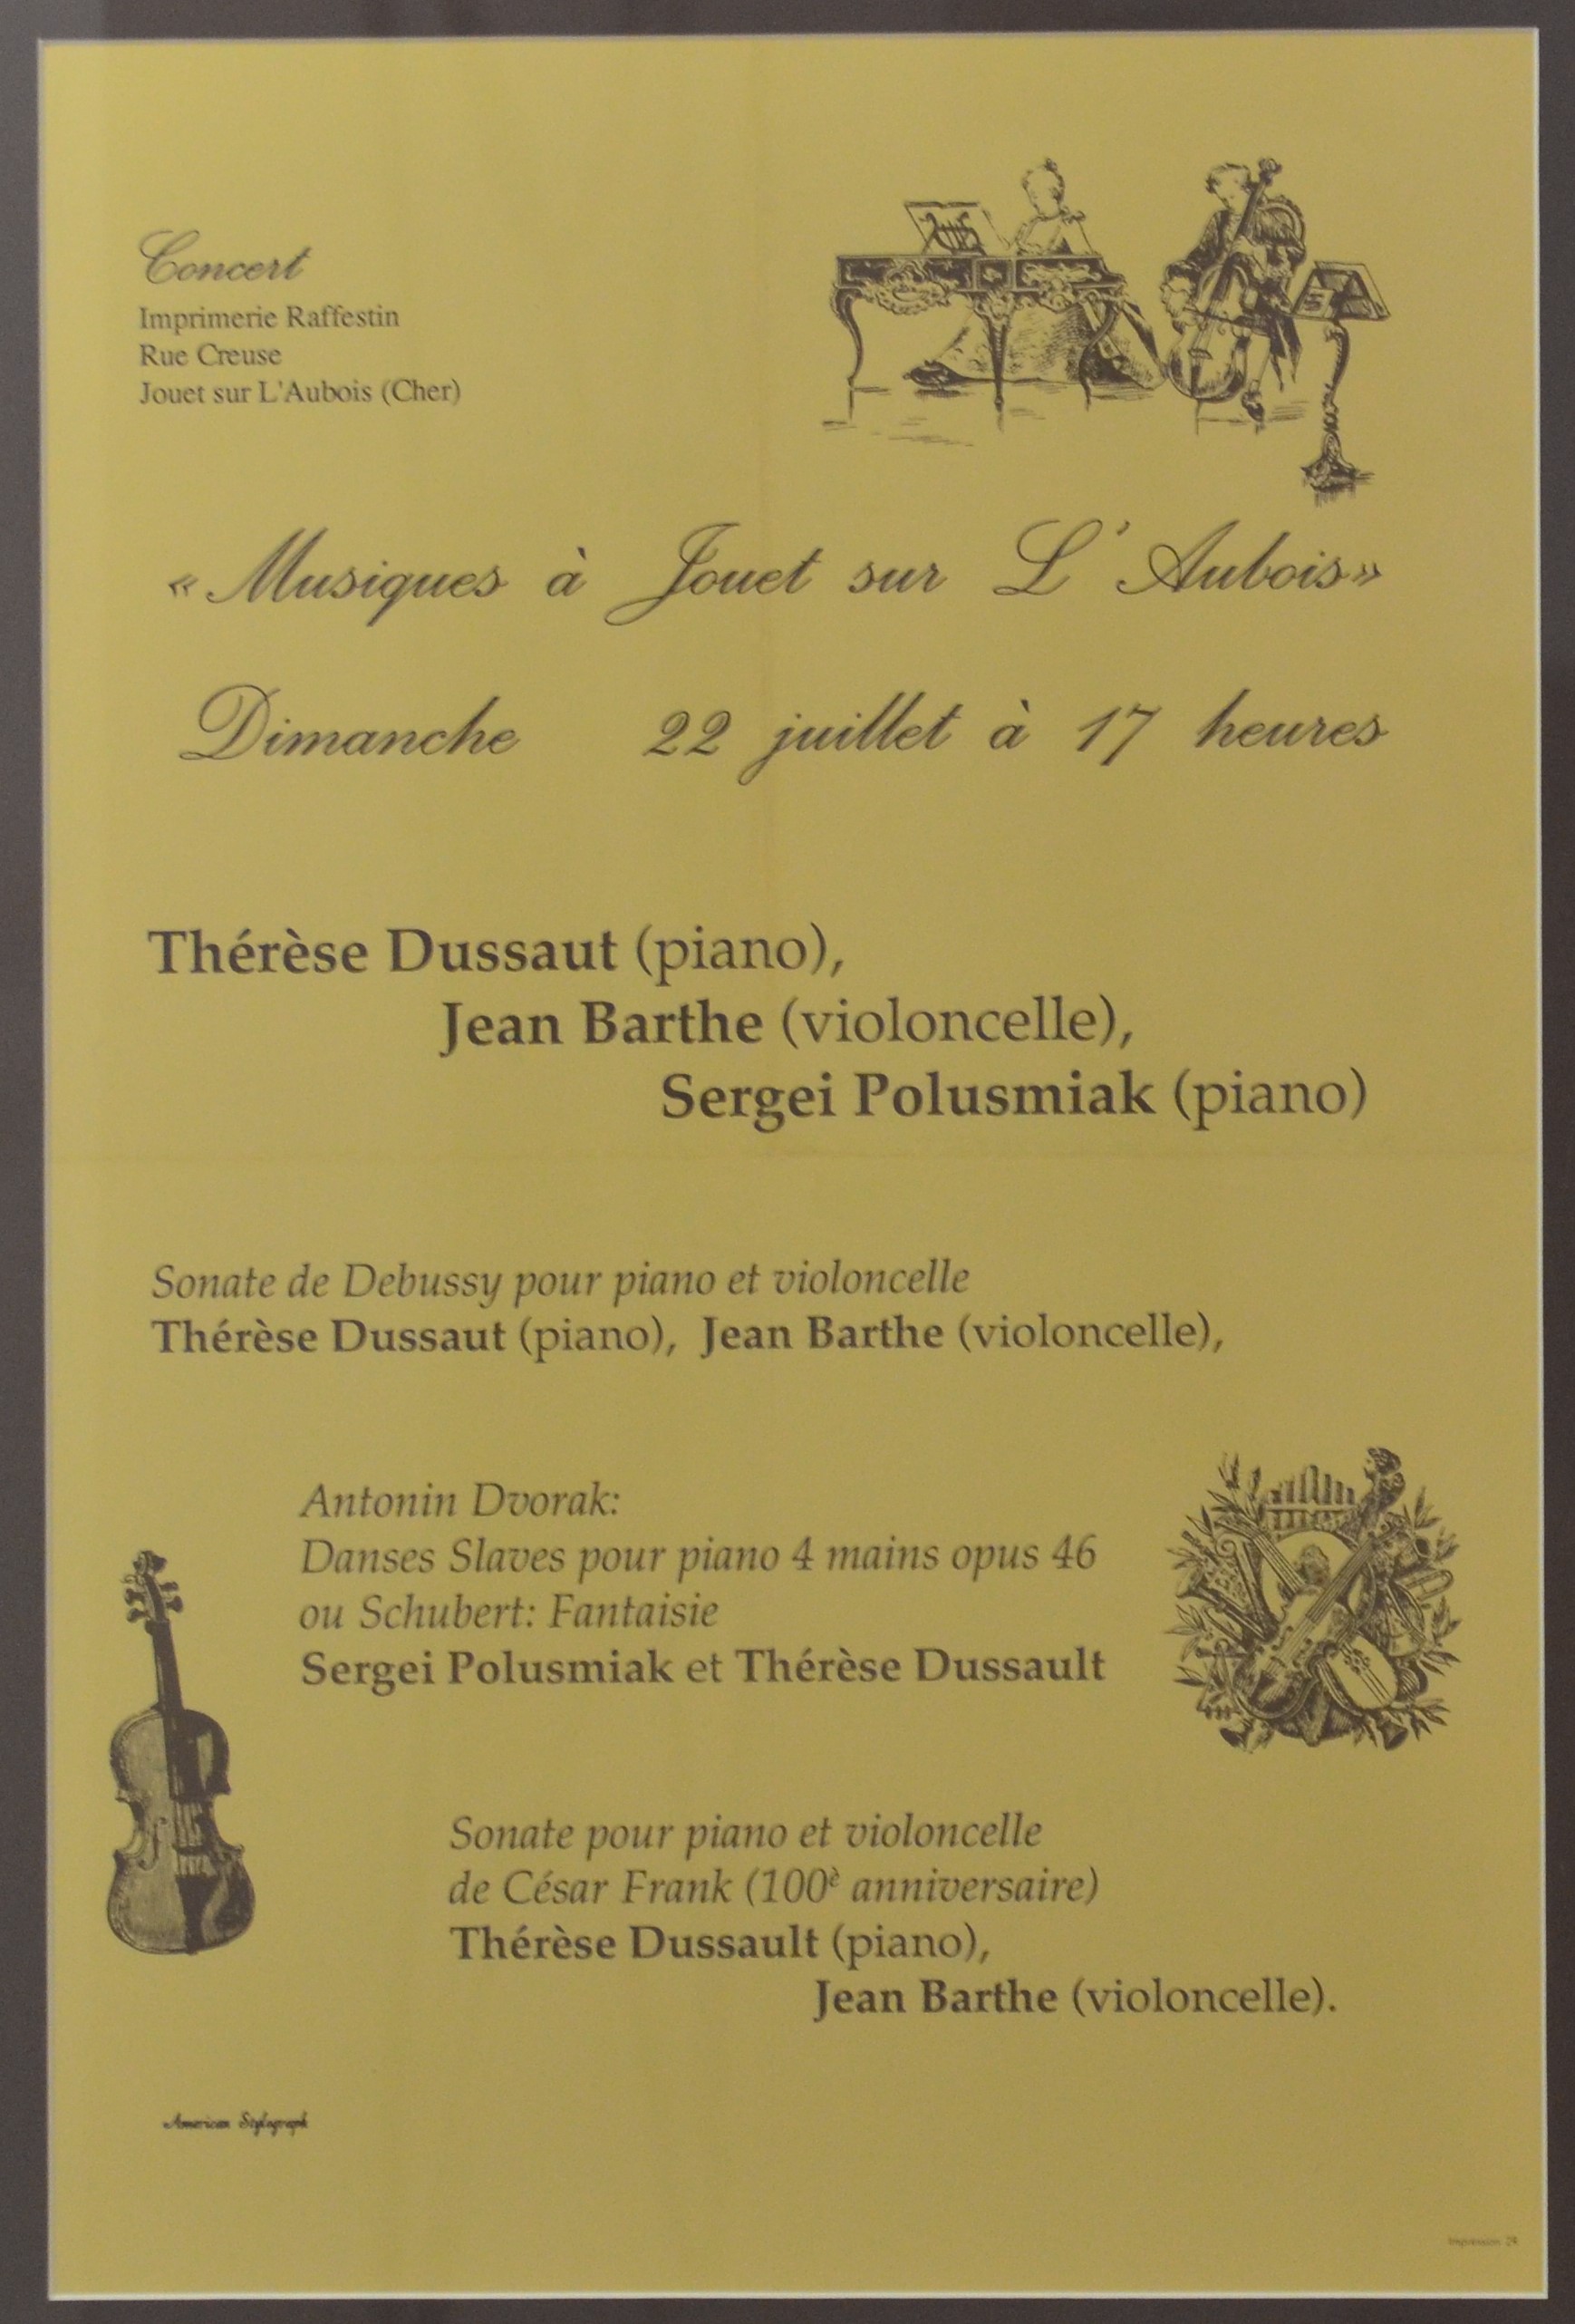 Concert
Imprimerie Raffestin
Rue Creuse
Jouet sur L'Aubois (Cher)
« Musiques à Jouet sur L'Aubois»
Dimanche 22 juillet à 17 heures
Thérèse Dussaut (piano),
Jean Barthe (violoncelle),
Sergei Polusmiak (piano)
Sonate de Debussy pour piano et violoncelle
Thérèse Dussaut (piano), Jean Barthe (violoncelle),
Antonin Dvorak:
Danses Slaves pour piano 4 mains opus 46
ou Schubert: Fantaisie
Sergei Polusmiak et Thérèse Dussault
Sonate pour piano et violoncelle
de César Frank (100è anniversaire)
Thérèse Dussault (piano),
Jean Barthe (violoncelle).
American Stylograph
Impression